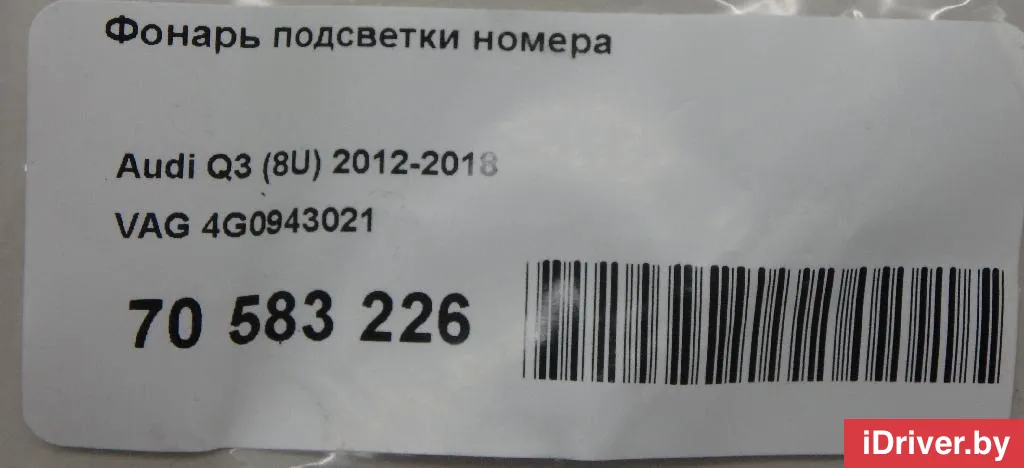 Фонарь подсветки номера
Audi Q3 (8U) 2012-2018
VAG 4G0943021
70 583 226
iDriver.by